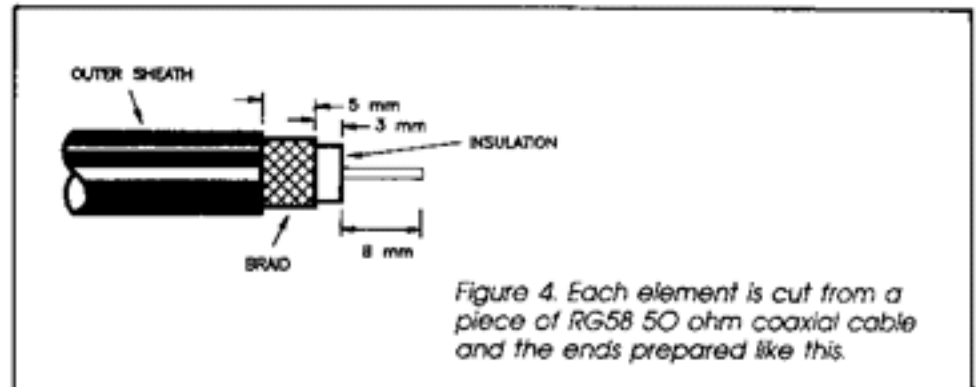 OUTER SHEATH
5 mm
3 mm
INSULATION
BRAID
8 mm
Figure 4. Each element is cut from a
piece of RG58 50 ohm coaxial cable
and the ends prepared like this.